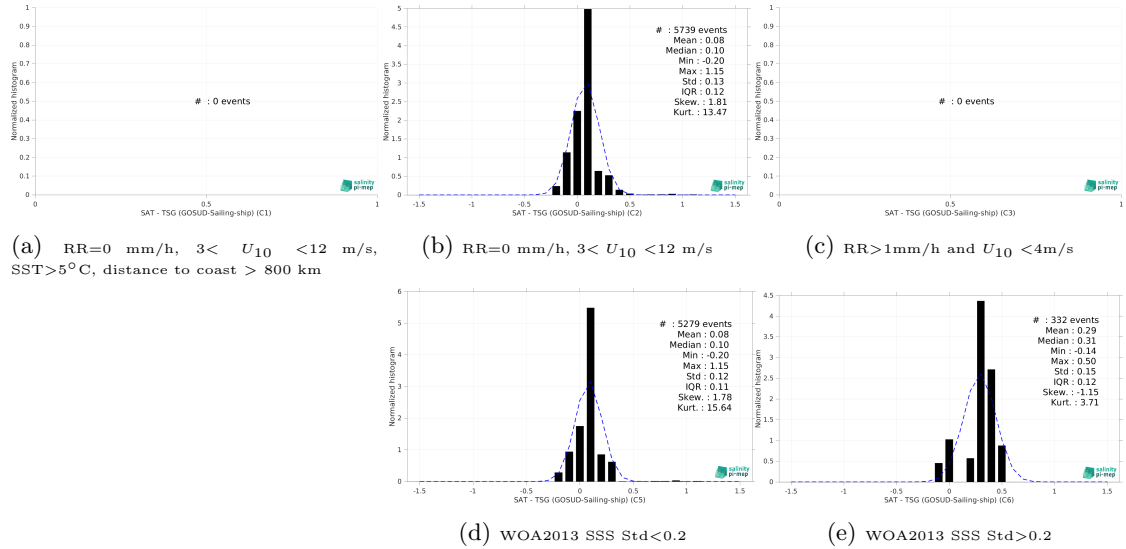 1
0.9
0.8
0.7
0.6
0.5
0.4
0.3
0.2
0.1
0
Normalized histogram
# : 0 events
salinity
pi-mep
0 0.5 1
SAT - TSG (GOSUD-Sailing-ship) (C1)
(a) RR=0 mm/h, 3< U10 <12 m/s,
SST>5°C, distance to coast > 800 km
5
4.5
4
3.5
3
2.5
2
1.5
1
0.5
0
Normalized histogram
# : 5739 events
Mean : 0.08
Median : 0.10
Min : -0.20
Max : 1.15
Std : 0.13
IQR : 0.12
Skew. : 1.81
Kurt. : 13.47
salinity
pi-mep
-1.5 -1 -0.5 0 0.5 1 1.5
SAT - TSG (GOSUD-Sailing-ship) (C2)
(b) RR=0 mm/h, 3< U10 <12 m/s
1
0.9
0.8
0.7
0.6
0.5
0.4
0.3
0.2
0.1
0
Normalized histogram
# : 0 events
salinity
pi-mep
0 0.5 1
SAT - TSG (GOSUD-Sailing-ship) (C3)
(c) RR>1mm/h and U10 <4m/s
6
5
4
3
2
1
0
Normalized histogram
# : 5279 events
Mean : 0.08
Median : 0.10
Min : -0.20
Max : 1.15
Std : 0.12
IQR : 0.11
Skew. : 1.78
Kurt. : 15.64
salinity
pi-mep
-1.5 -1 -0.5 0 0.5 1 1.5
SAT - TSG (GOSUD-Sailing-ship) (C5)
(d) WOA2013 SSS Std<0.2
4.5
4
3.5
3
2.5
2
1.5
1
0.5
0
Normalized histogram
# : 332 events
Mean : 0.29
Median : 0.31
Min : -0.14
Max : 0.50
Std : 0.15
IQR : 0.12
Skew. : -1.15
Kurt. : 3.71
salinity
pi-mep
-1.5 -1 -0.5 0 0.5 1 1.5
SAT - TSG (GOSUD-Sailing-ship) (C6)
(e) WOA2013 SSS Std>0.2